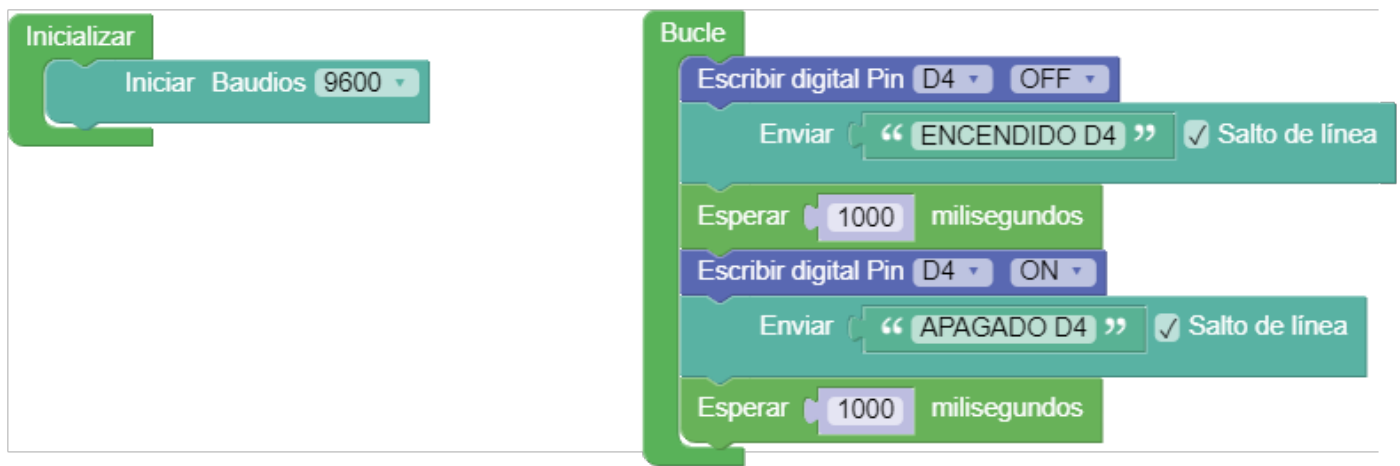 Inicializar
Iniciar Baudios 9600
Bucle
Escribir digital Pin D4 OFF
Enviar “ ENCENDIDO D4 ” Salto de línea
Esperar 1000 milisegundos
Escribir digital Pin D4 ON
Enviar “ APAGADO D4 ” Salto de línea
Esperar 1000 milisegundos